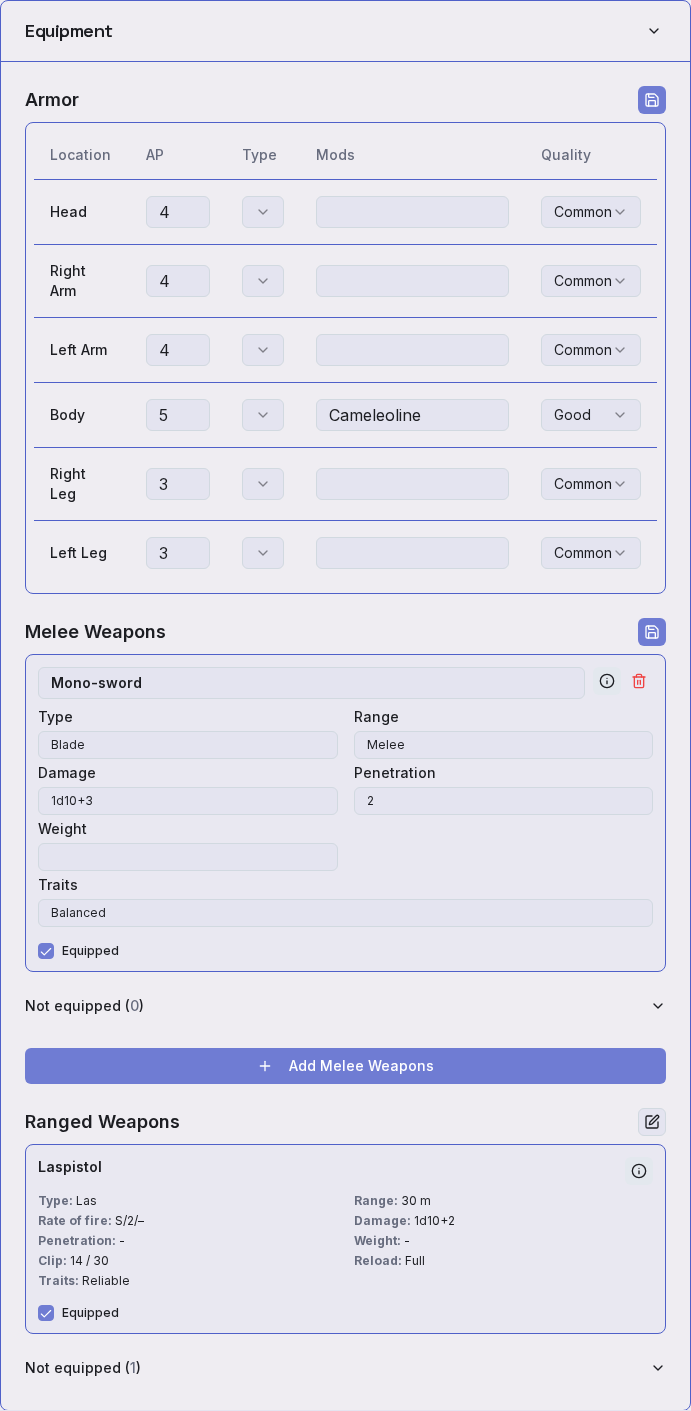 Equipment
Armor
Location AP Type Mods Quality
Head 4 Common
Right
Arm 4 Common
Left Arm 4 Common
Body 5 Cameleoline Good
Right
Leg 3 Common
Left Leg 3 Common
Melee Weapons
Mono-sword
Type Range
Blade Melee
Damage Penetration
1d10+3 2
Weight
Traits
Balanced
Equipped
Not equipped (0)
Add Melee Weapons
Ranged Weapons
Laspistol
Type: Las Range: 30 m
Rate of fire: S/2/– Damage: 1d10+2
Penetration: - Weight: -
Clip: 14 / 30 Reload: Full
Traits: Reliable
Equipped
Not equipped (1)